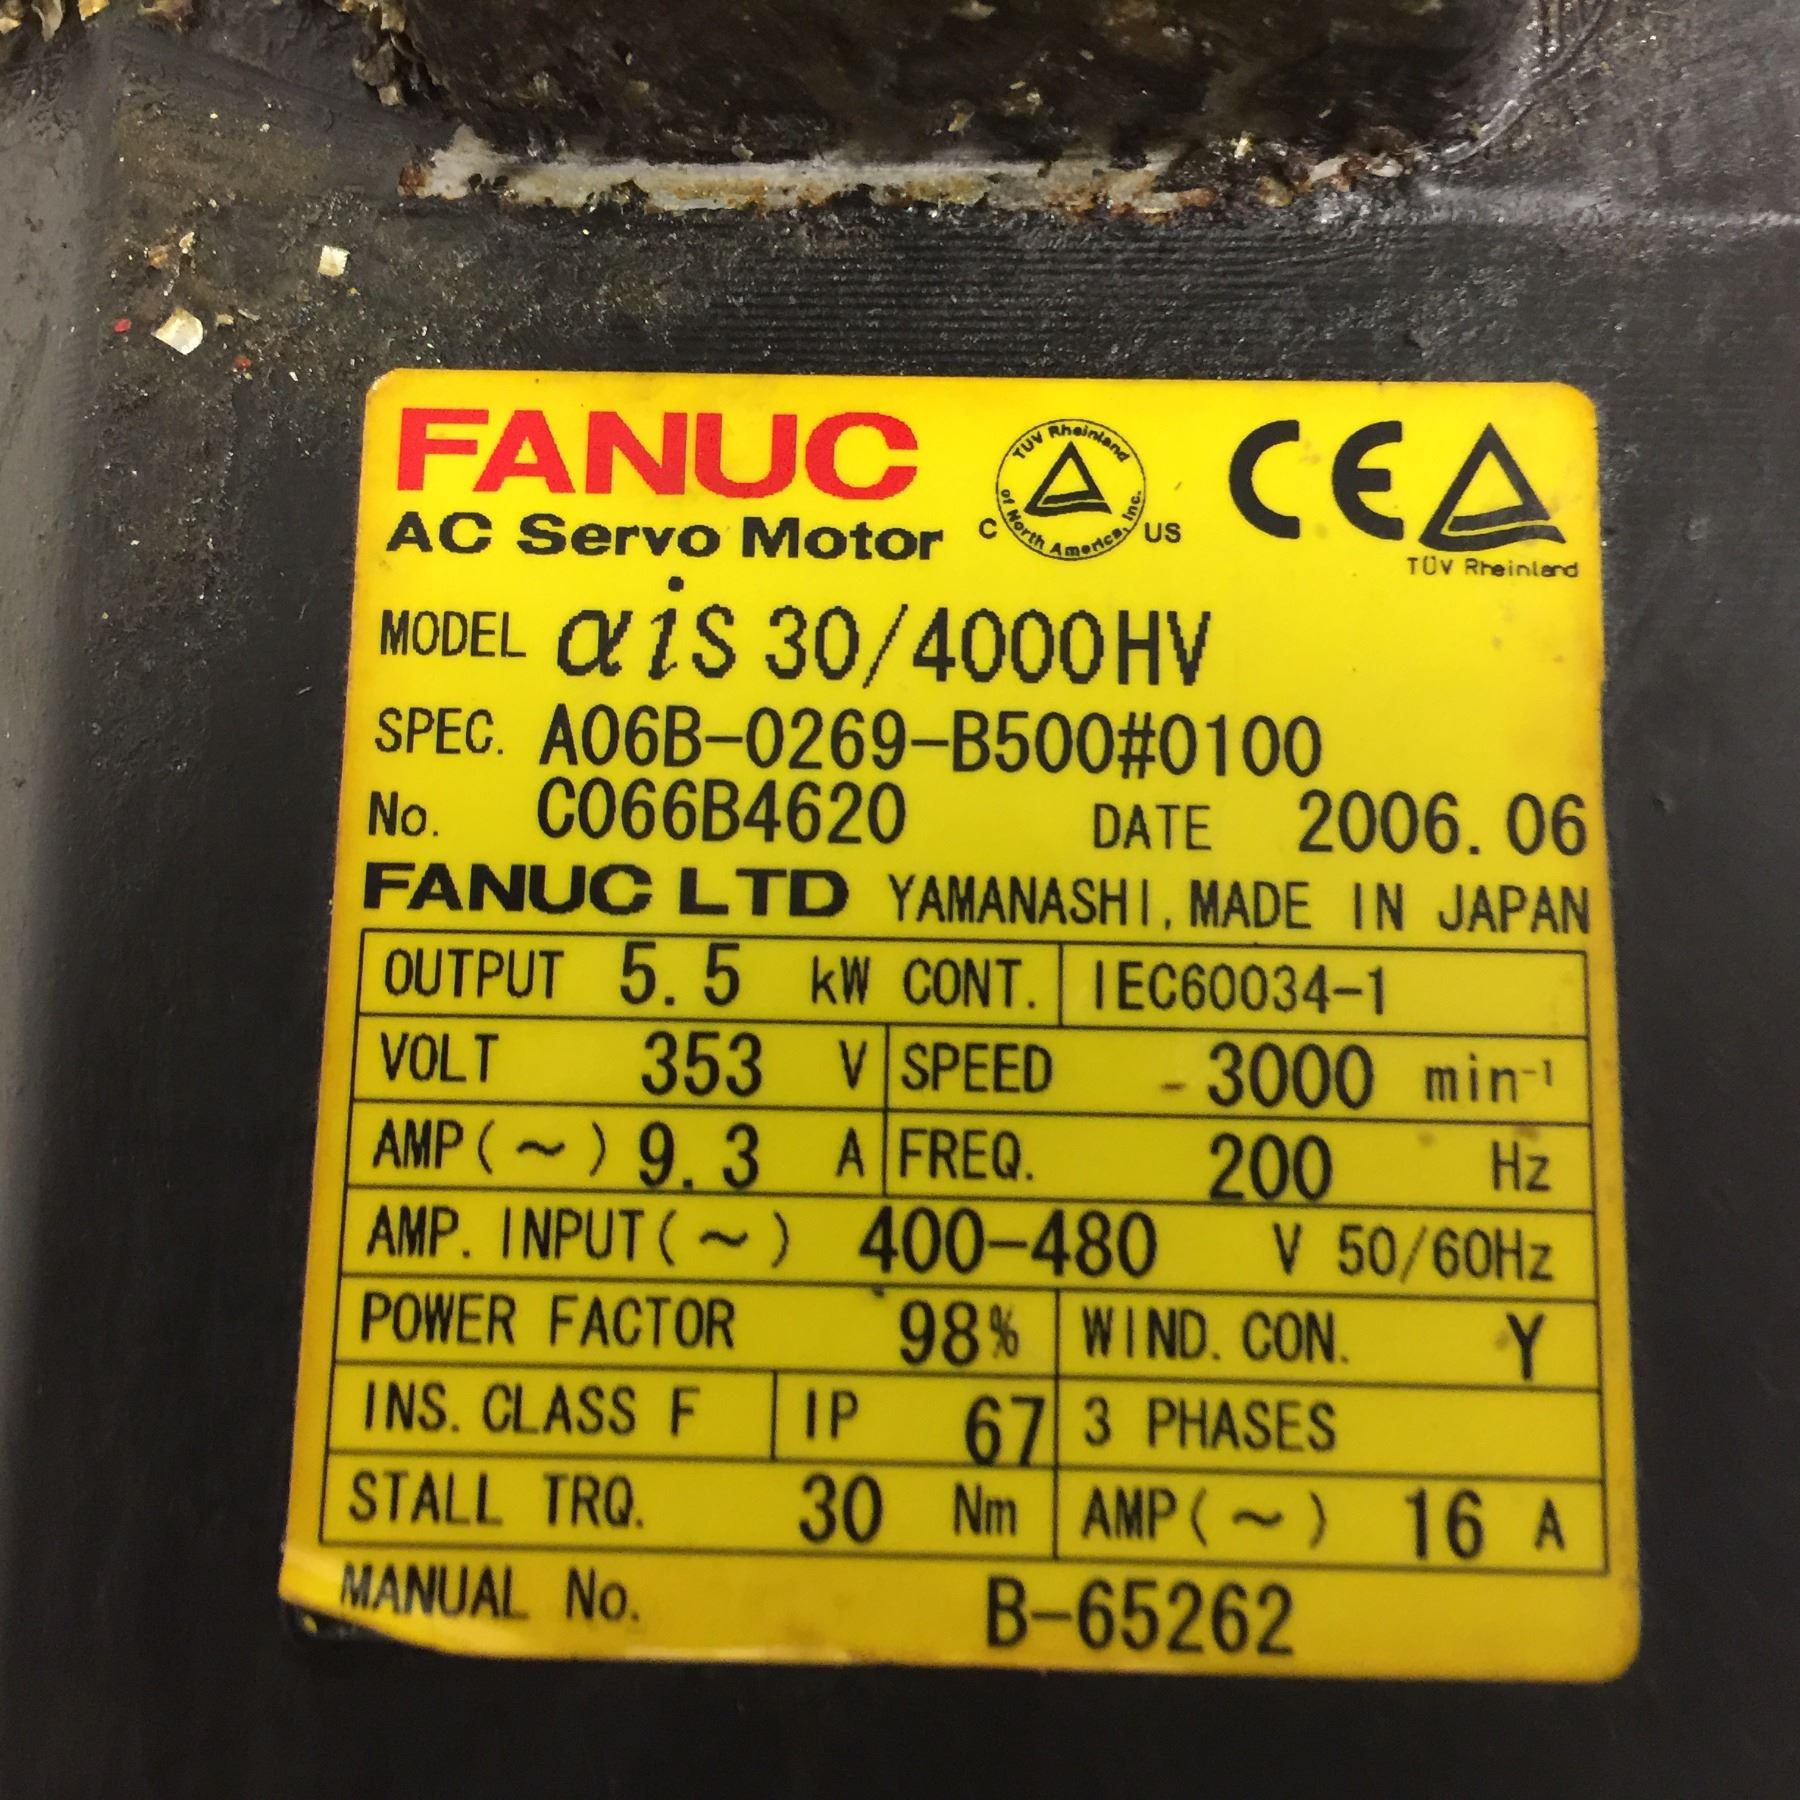 FANUC
AC Servo Motor
TÜV Rheinland of North America, Inc.
C US
CE
TÜV Rheinland
MODEL αiS 30/4000HV
SPEC. A06B-0269-B500#0100
No. C066B4620 DATE 2006.06
FANUC LTD YAMANASHI, MADE IN JAPAN
OUTPUT 5.5 kW CONT. IEC60034-1
VOLT 353 V SPEED 3000 min⁻¹
AMP(~) 9.3 A FREQ. 200 Hz
AMP. INPUT(~) 400-480 V 50/60Hz
POWER FACTOR 98% WIND. CON. Y
INS. CLASS F IP 67 3 PHASES
STALL TRQ. 30 Nm AMP(~) 16 A
MANUAL No. B-65262